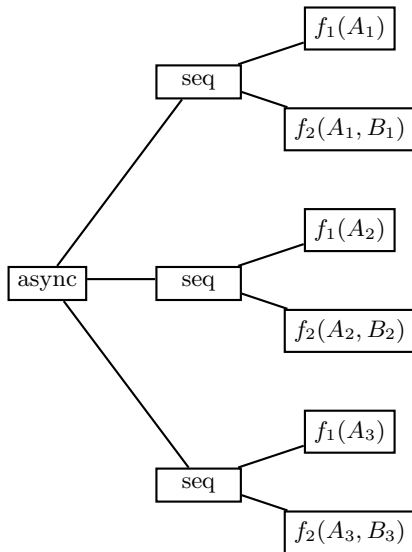 f₁(A₁)
seq
f₂(A₁, B₁)
f₁(A₂)
async
seq
f₂(A₂, B₂)
f₁(A₃)
seq
f₂(A₃, B₃)